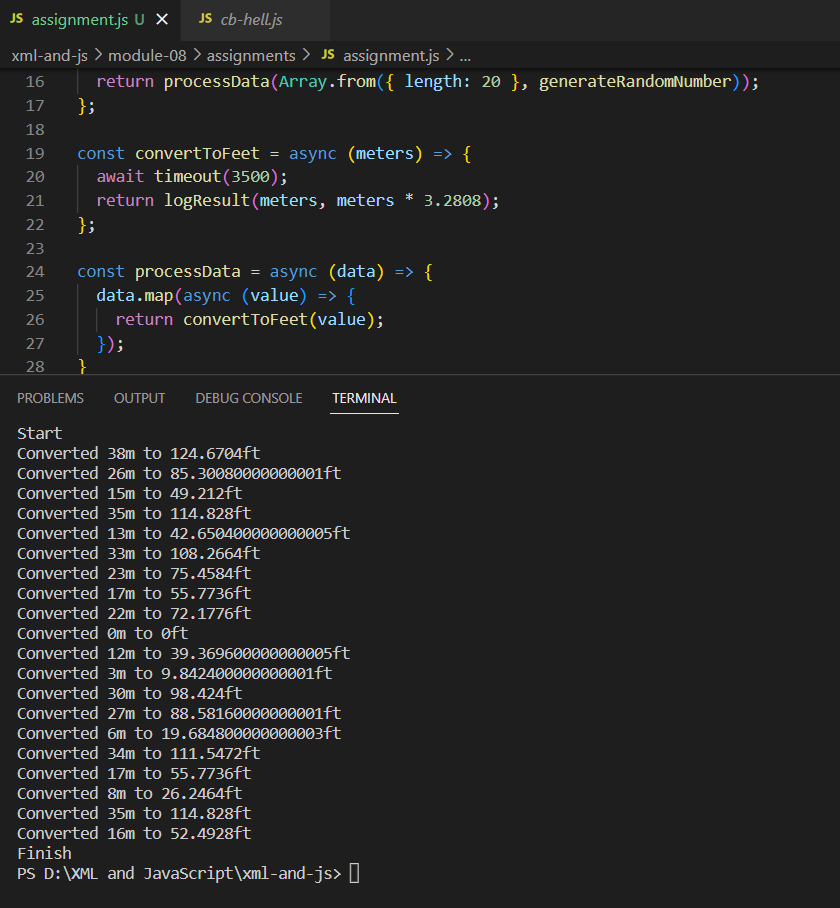 JS assignment.js U ✕ JS cb-hell.js
xml-and-js > module-08 > assignments > JS assignment.js > ...
16 return processData(Array.from({ length: 20 }, generateRandomNumber));
17 };
18
19 const convertToFeet = async (meters) => {
20 await timeout(3500);
21 return logResult(meters, meters * 3.2808);
22 };
23
24 const processData = async (data) => {
25 data.map(async (value) => {
26 return convertToFeet(value);
27 });
28 }
PROBLEMS OUTPUT DEBUG CONSOLE TERMINAL
Start
Converted 38m to 124.6704ft
Converted 26m to 85.30080000000001ft
Converted 15m to 49.212ft
Converted 35m to 114.828ft
Converted 13m to 42.650400000000005ft
Converted 33m to 108.2664ft
Converted 23m to 75.4584ft
Converted 17m to 55.7736ft
Converted 22m to 72.1776ft
Converted 0m to 0ft
Converted 12m to 39.369600000000005ft
Converted 3m to 9.842400000000001ft
Converted 30m to 98.424ft
Converted 27m to 88.58160000000001ft
Converted 6m to 19.684800000000003ft
Converted 34m to 111.5472ft
Converted 17m to 55.7736ft
Converted 8m to 26.2464ft
Converted 35m to 114.828ft
Converted 16m to 52.4928ft
Finish
PS D:\XML and JavaScript\xml-and-js>